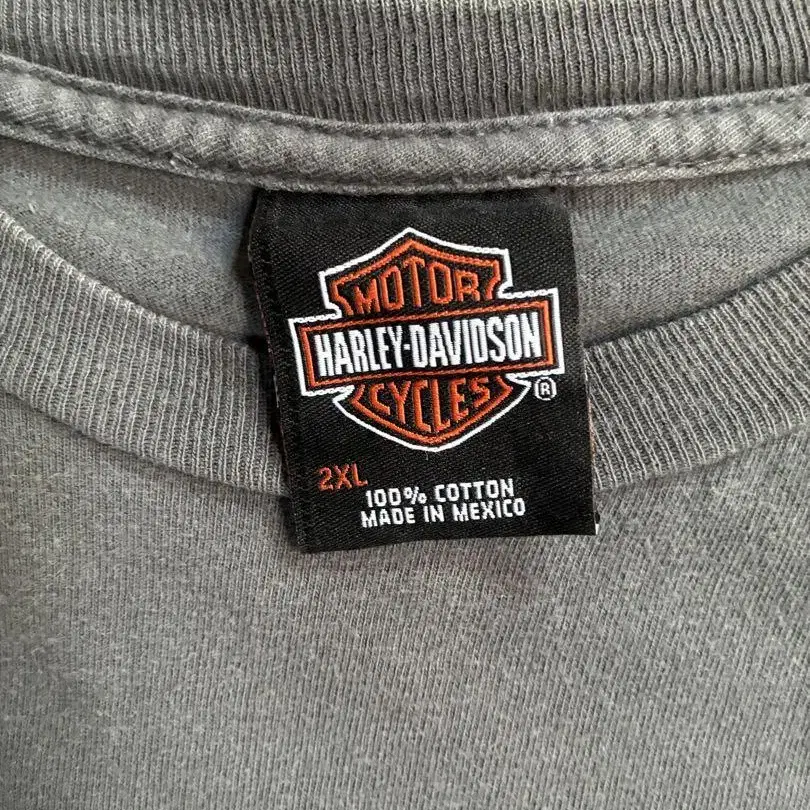 MOTOR
HARLEY-DAVIDSON
CYCLES
®
2XL
100% COTTON
MADE IN MEXICO